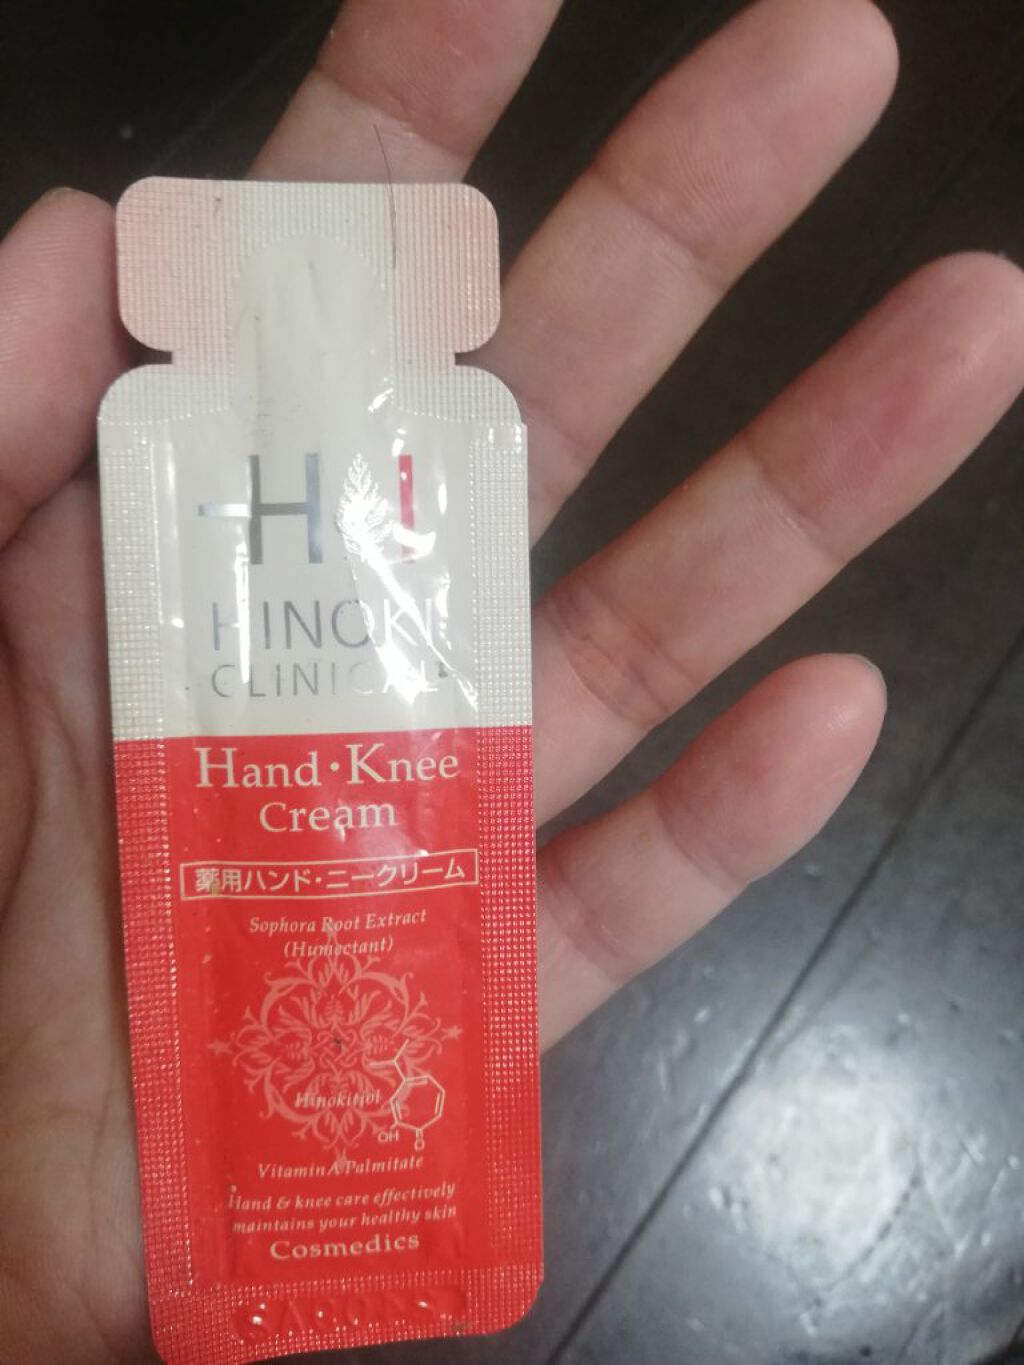 HINOKI
CLINICAL
Hand・Knee
Cream
薬用ハンド・ニークリーム
Sophora Root Extract
(Humectant)
Hinokitiol
OH
O
Vitamin A Palmitate
Hand & knee care effectively
maintains your healthy skin
Cosmedics